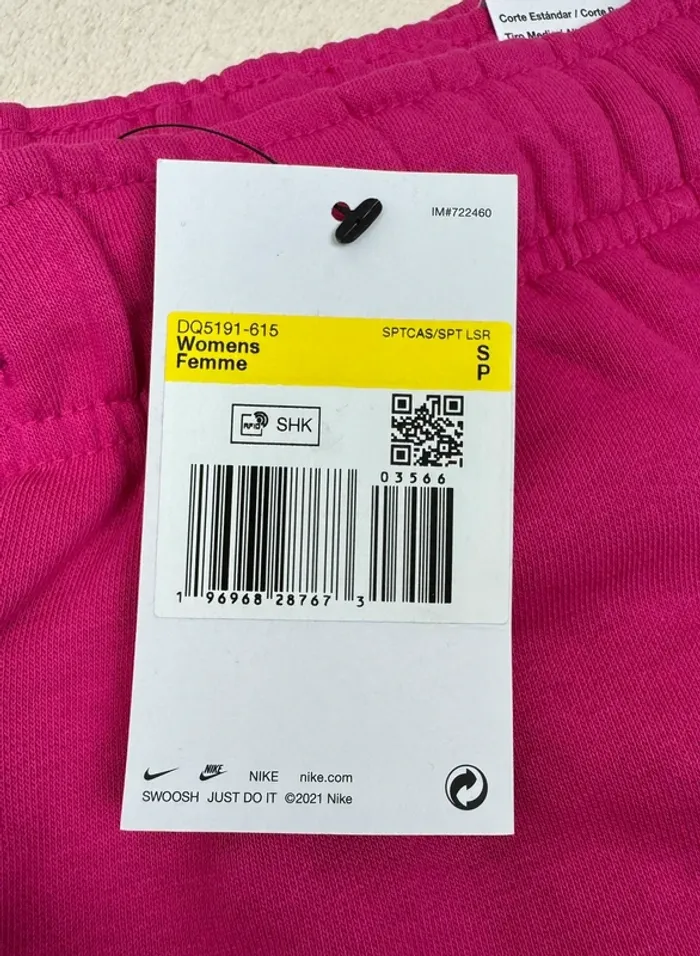 Corte Estándar / Corte
IM#722460
DQ5191-615 SPTCAS/SPT LSR
Womens S
Femme P
RFID SHK
03566
1 96968 28767 3
NIKE
NIKE nike.com
SWOOSH JUST DO IT ©2021 Nike